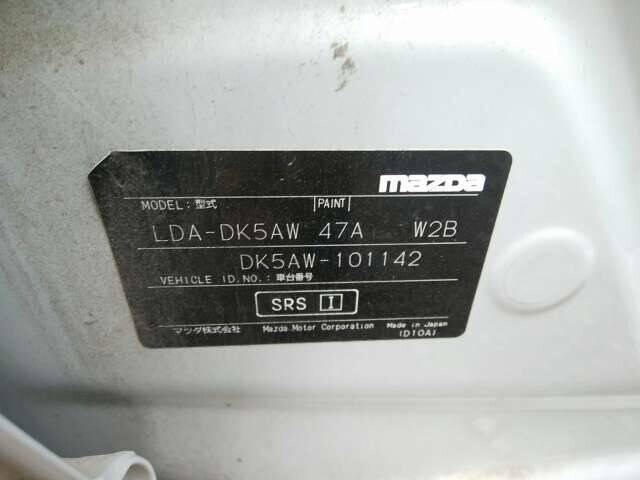 mazda
MODEL:型式 PAINT
LDA-DK5AW 47A W2B
DK5AW-101142
VEHICLE ID.NO.:車台番号
SRS I
マツダ株式会社 Mazda Motor Corporation Made in Japan
(D10A)